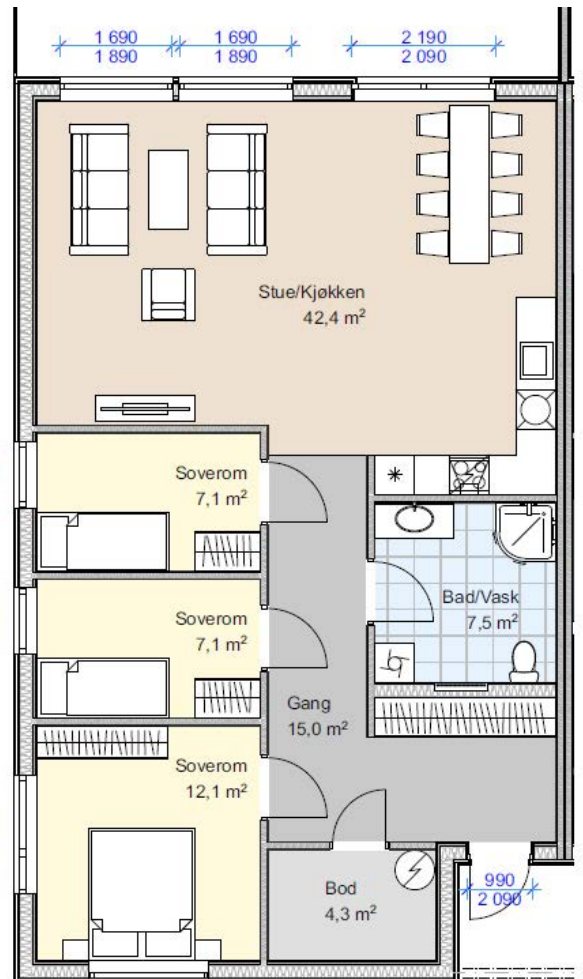 1 690
1 890
1 690
1 890
2 190
2 090
Stue/Kjøkken
42,4 m²
Soverom
7,1 m²
Bad/Vask
7,5 m²
Soverom
7,1 m²
Gang
15,0 m²
Soverom
12,1 m²
Bod
4,3 m²
990
2 090